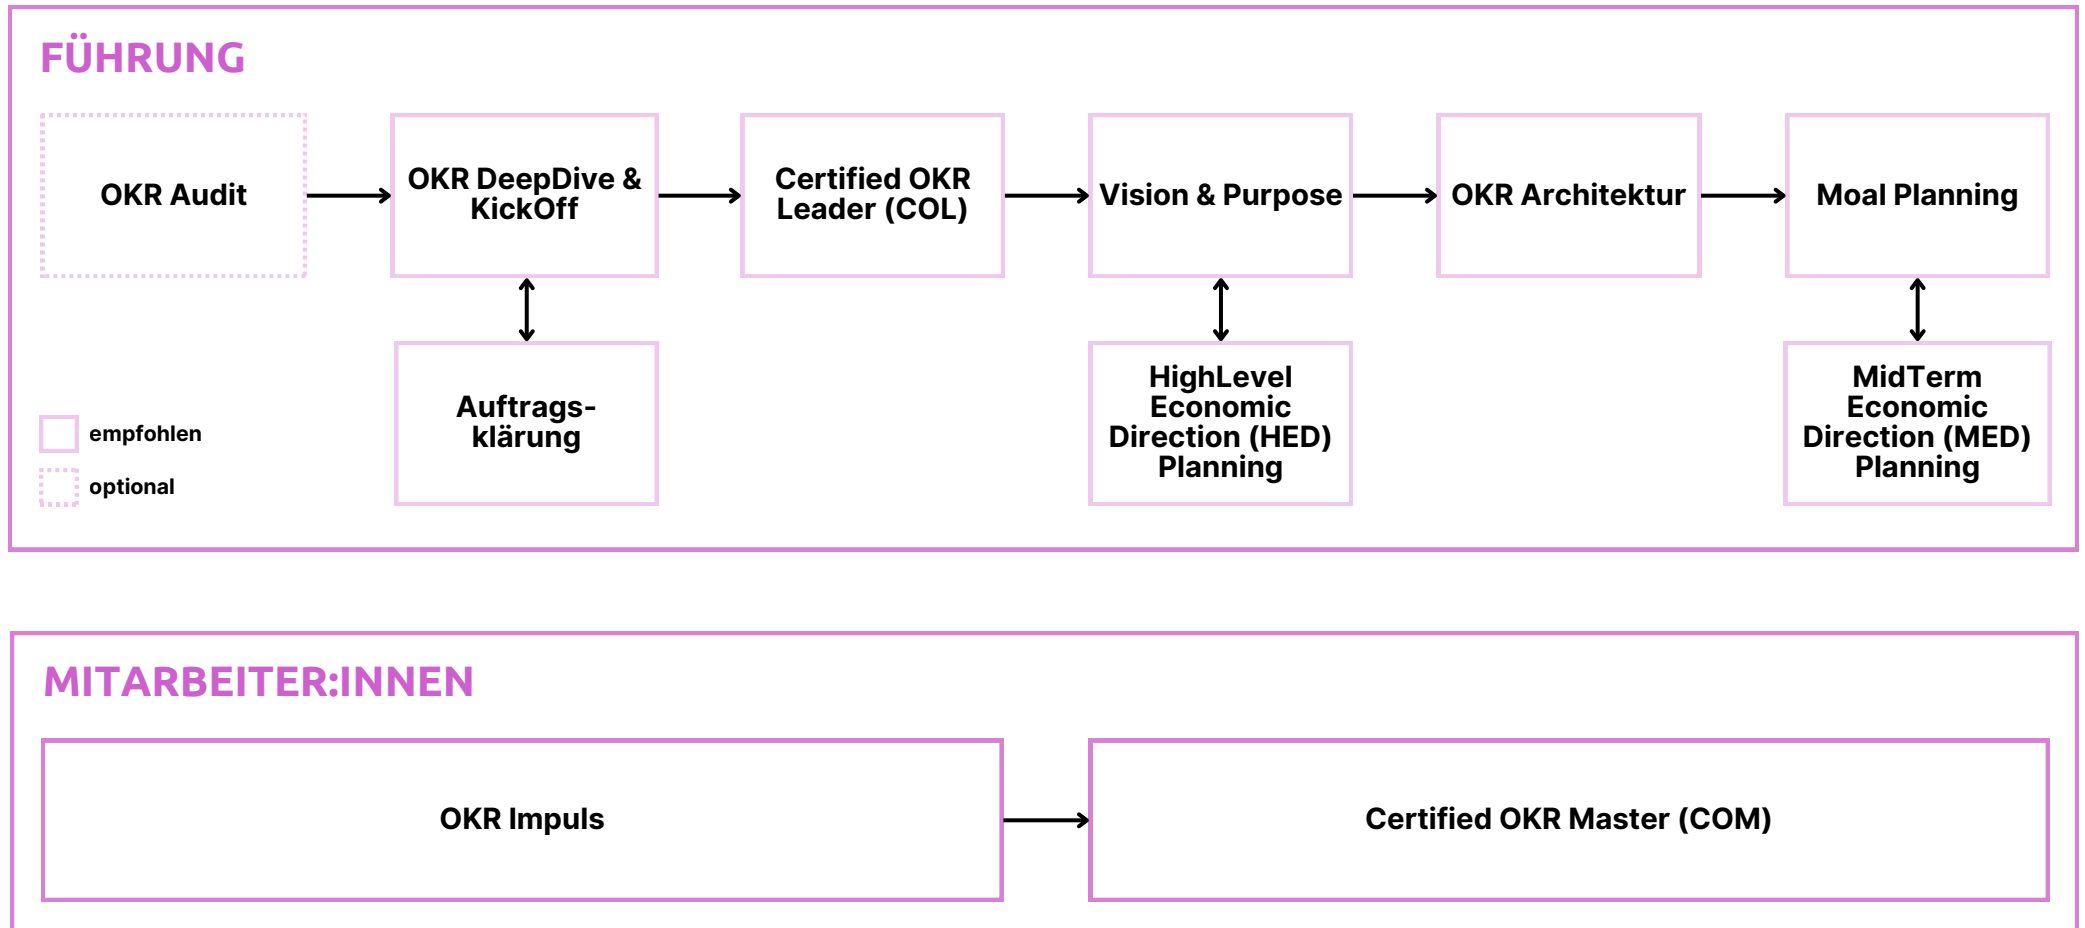 FÜHRUNG
OKR Audit
OKR DeepDive &
KickOff
Certified OKR
Leader (COL)
Vision & Purpose
OKR Architektur
Moal Planning
Auftrags-
klärung
HighLevel
Economic
Direction (HED)
Planning
MidTerm
Economic
Direction (MED)
Planning
empfohlen
optional
MITARBEITER:INNEN
OKR Impuls
Certified OKR Master (COM)